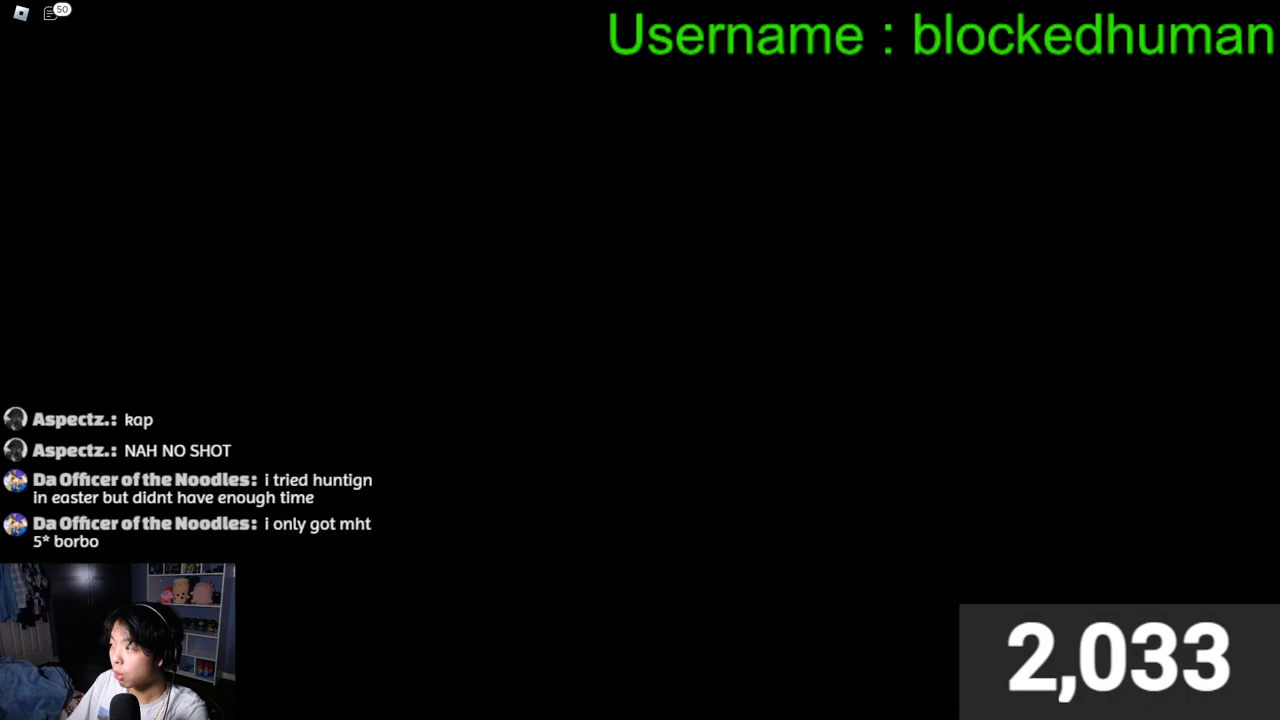 50
Username : blockedhuman
Aspectz.: kap
Aspectz.: NAH NO SHOT
Da Officer of the Noodles: i tried huntign
in easter but didnt have enough time
Da Officer of the Noodles: i only got mht
5* borbo
2,033